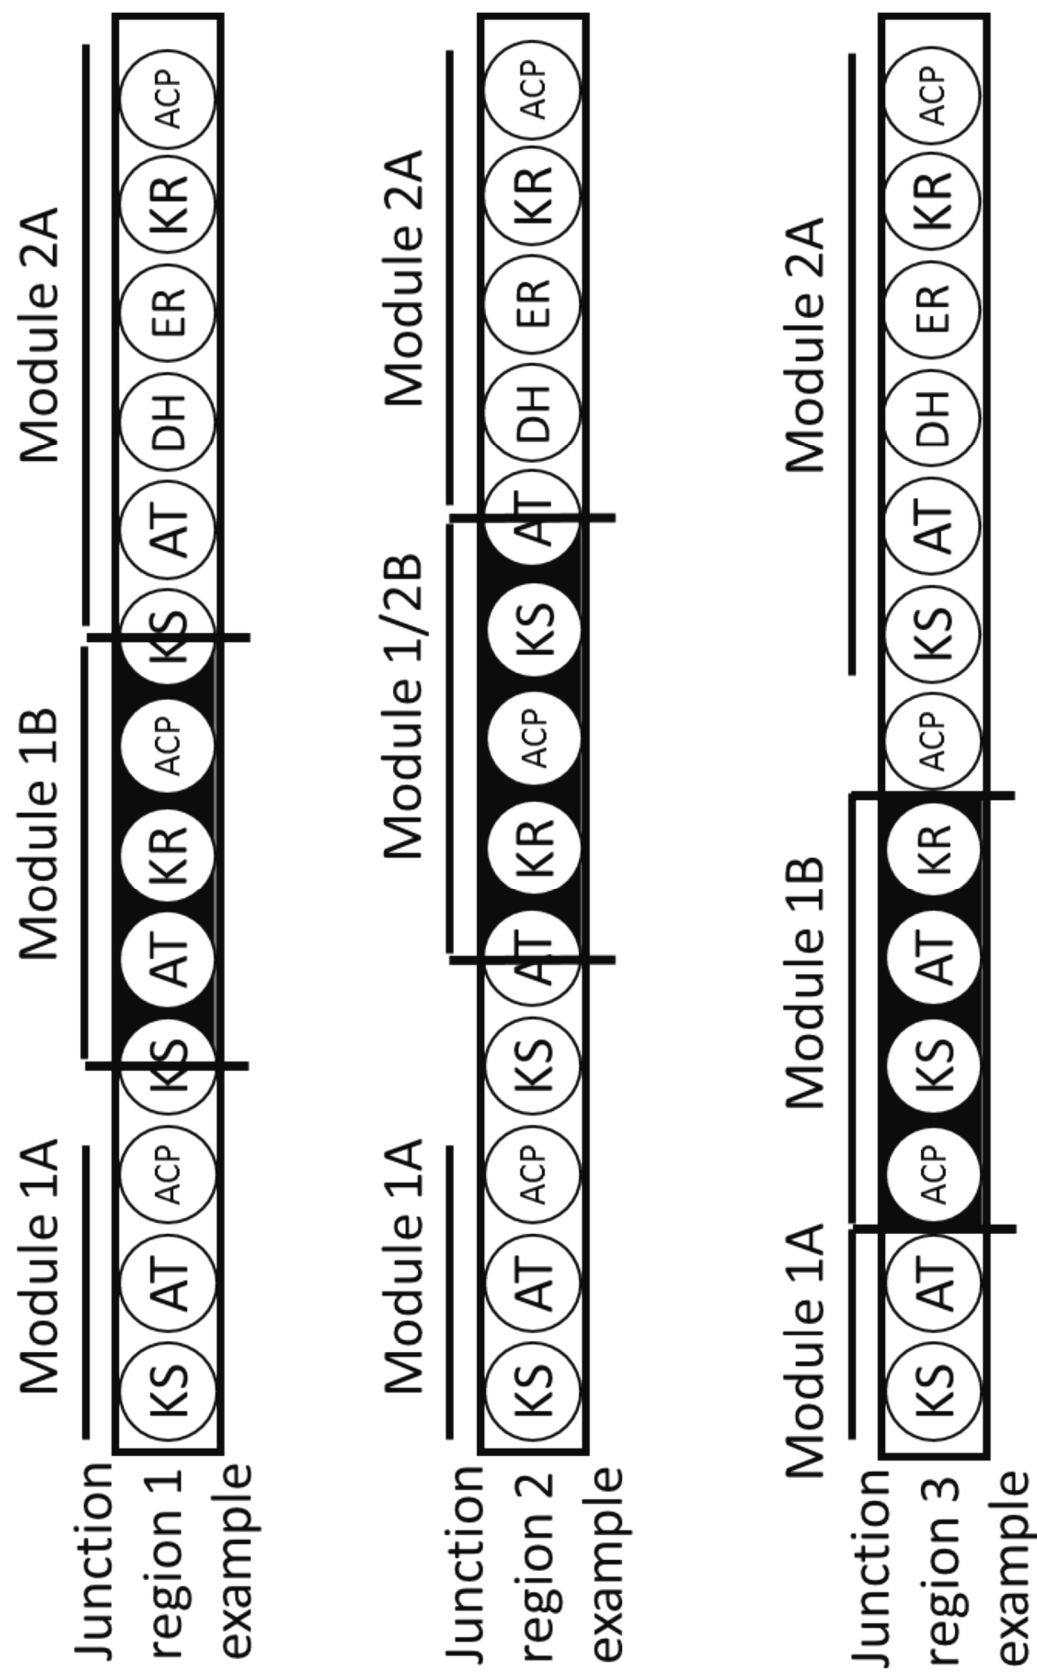 Module 1A Module 1B Module 2A
Junction
region 1
example
KS AT ACP KS AT KR ACP KS AT DH ER KR ACP
Module 1A Module 1/2B Module 2A
Junction
region 2
example
KS AT ACP KS AT KR ACP KS AT DH ER KR ACP
Module 1A Module 1B Module 2A
Junction
region 3
example
KS AT ACP KS AT KR ACP KS AT DH ER KR ACP